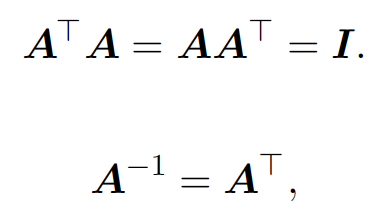 A⊤A = AA⊤ = I.
A−1 = A⊤,